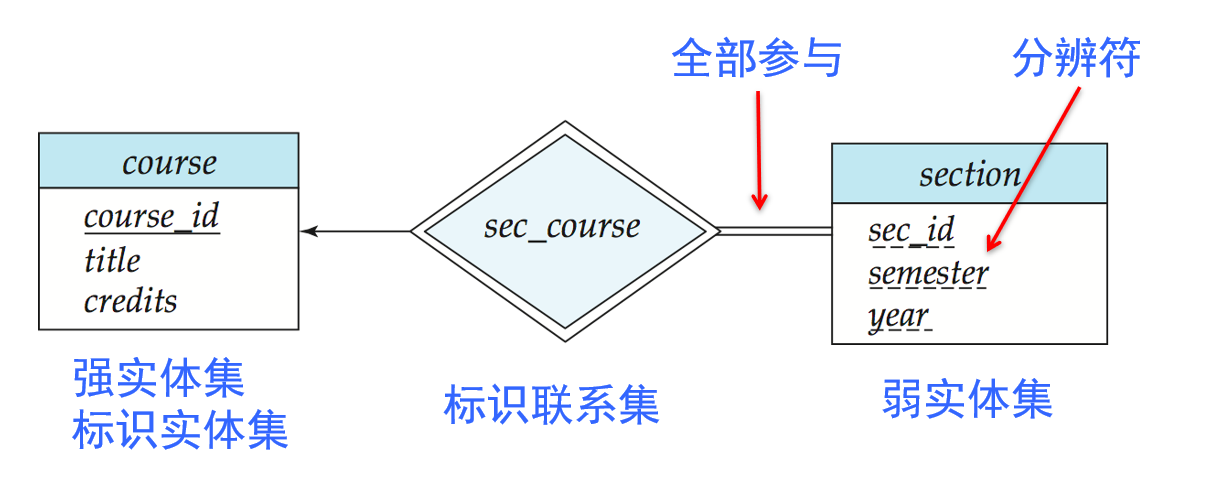 全部参与
分辨符
course
course_id
title
credits
sec_course
section
sec_id
semester
year
强实体集
标识实体集
标识联系集
弱实体集